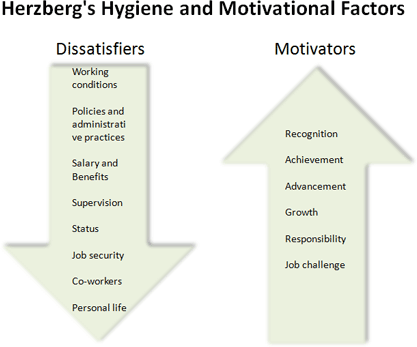 Herzberg's Hygiene and Motivational Factors
Dissatisfiers
Working
conditions
Policies and
administrati
ve practices
Salary and
Benefits
Supervision
Status
Job security
Co-workers
Personal life
Motivators
Recognition
Achievement
Advancement
Growth
Responsibility
Job challenge